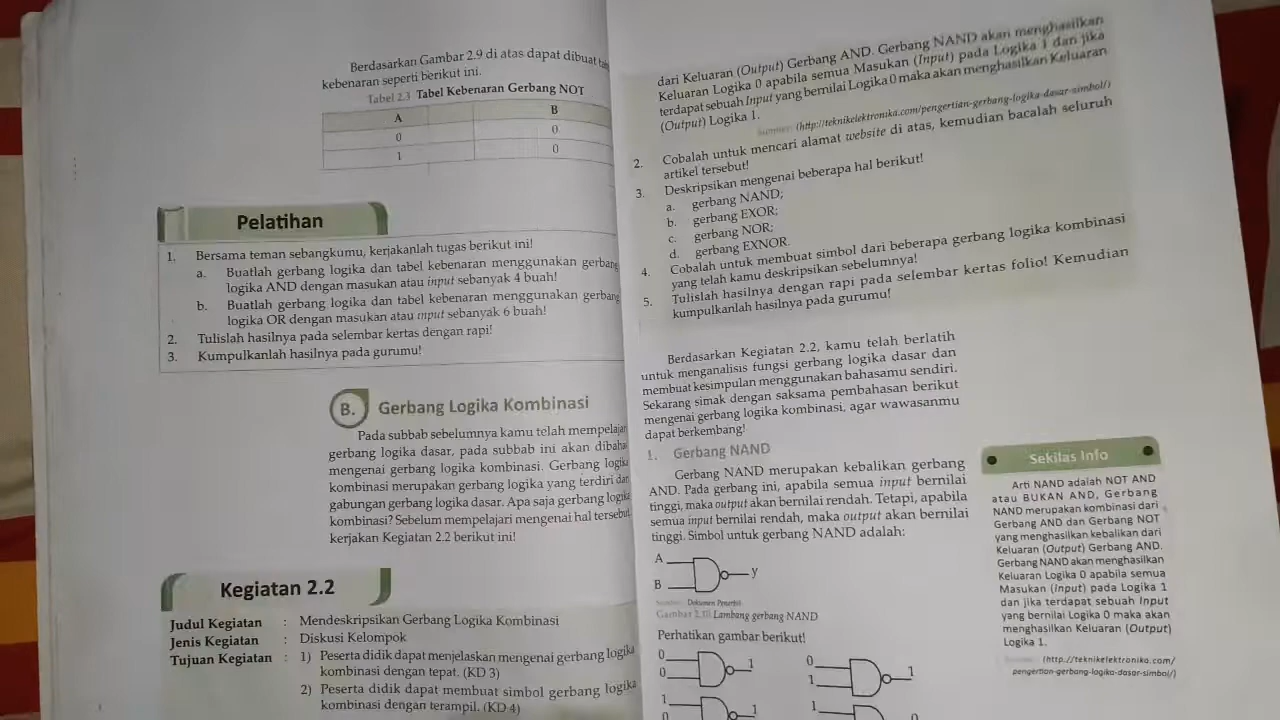 Berdasarkan Gambar 2.9 di atas dapat dibuat
kebenaran seperti berikut ini.
Tabel 2.3 Tabel Kebenaran Gerbang NOT
A B
0 0
1 0
Pelatihan
1. Bersama teman sebangkumu, kerjakanlah tugas berikut ini!
a. Buatlah gerbang logika dan tabel kebenaran menggunakan gerbang
logika AND dengan masukan atau input sebanyak 4 buah!
b. Buatlah gerbang logika dan tabel kebenaran menggunakan gerbang
logika OR dengan masukan atau input sebanyak 6 buah!
2. Tulislah hasilnya pada selembar kertas dengan rapi!
3. Kumpulkanlah hasilnya pada gurumu!
B. Gerbang Logika Kombinasi
Pada subbab sebelumnya kamu telah mempelajar
gerbang logika dasar, pada subbab ini akan dibaha
mengenai gerbang logika kombinasi. Gerbang logika
kombinasi merupakan gerbang logika yang terdiri dari
gabungan gerbang logika dasar. Apa saja gerbang logika
kombinasi? Sebelum mempelajari mengenai hal tersebut
kerjakan Kegiatan 2.2 berikut ini!
Kegiatan 2.2
Judul Kegiatan : Mendeskripsikan Gerbang Logika Kombinasi
Jenis Kegiatan : Diskusi Kelompok
Tujuan Kegiatan : 1) Peserta didik dapat menjelaskan mengenai gerbang logika
kombinasi dengan tepat. (KD 3)
2) Peserta didik dapat membuat simbol gerbang logika
kombinasi dengan terampil. (KD 4)
dari Keluaran (Output) Gerbang AND. Gerbang NAND akan menghasilkan
Keluaran Logika 0 apabila semua Masukan (Input) pada Logika 1 dan jika
terdapat sebuah Input yang bernilai Logika 0 maka akan menghasilkan Keluaran
(Output) Logika 1.
Sumber: (http://teknikelektronika.com/pengertian-gerbang-logika-dasar-simbol/)
2. Cobalah untuk mencari alamat website di atas, kemudian bacalah seluruh
artikel tersebut!
3. Deskripsikan mengenai beberapa hal berikut!
a. gerbang NAND;
b. gerbang EXOR;
c. gerbang NOR;
d. gerbang EXNOR.
4. Cobalah untuk membuat simbol dari beberapa gerbang logika kombinasi
yang telah kamu deskripsikan sebelumnya!
5. Tulislah hasilnya dengan rapi pada selembar kertas folio! Kemudian
kumpulkanlah hasilnya pada gurumu!
Berdasarkan Kegiatan 2.2, kamu telah berlatih
untuk menganalisis fungsi gerbang logika dasar dan
membuat kesimpulan menggunakan bahasamu sendiri.
Sekarang simak dengan saksama pembahasan berikut
mengenai gerbang logika kombinasi, agar wawasanmu
dapat berkembang!
1. Gerbang NAND
Gerbang NAND merupakan kebalikan gerbang
AND. Pada gerbang ini, apabila semua input bernilai
tinggi, maka output akan bernilai rendah. Tetapi, apabila
semua input bernilai rendah, maka output akan bernilai
tinggi. Simbol untuk gerbang NAND adalah:
A
B
y
Sumber: Dokumen Penerbit
Gambar 2.10 Lambang gerbang NAND
Perhatikan gambar berikut!
0 0 1
0 1 1
1 0 1
1 0
Sekilas Info
Arti NAND adalah NOT AND
atau BUKAN AND, Gerbang
NAND merupakan kombinasi dari
Gerbang AND dan Gerbang NOT
yang menghasilkan kebalikan dari
Keluaran (Output) Gerbang AND.
Gerbang NAND akan menghasilkan
Keluaran Logika 0 apabila semua
Masukan (Input) pada Logika 1
dan jika terdapat sebuah Input
yang bernilai Logika 0 maka akan
menghasilkan Keluaran (Output)
Logika 1.
(http://teknikelektronika.com/
pengertian-gerbang-logika-dasar-simbol/)